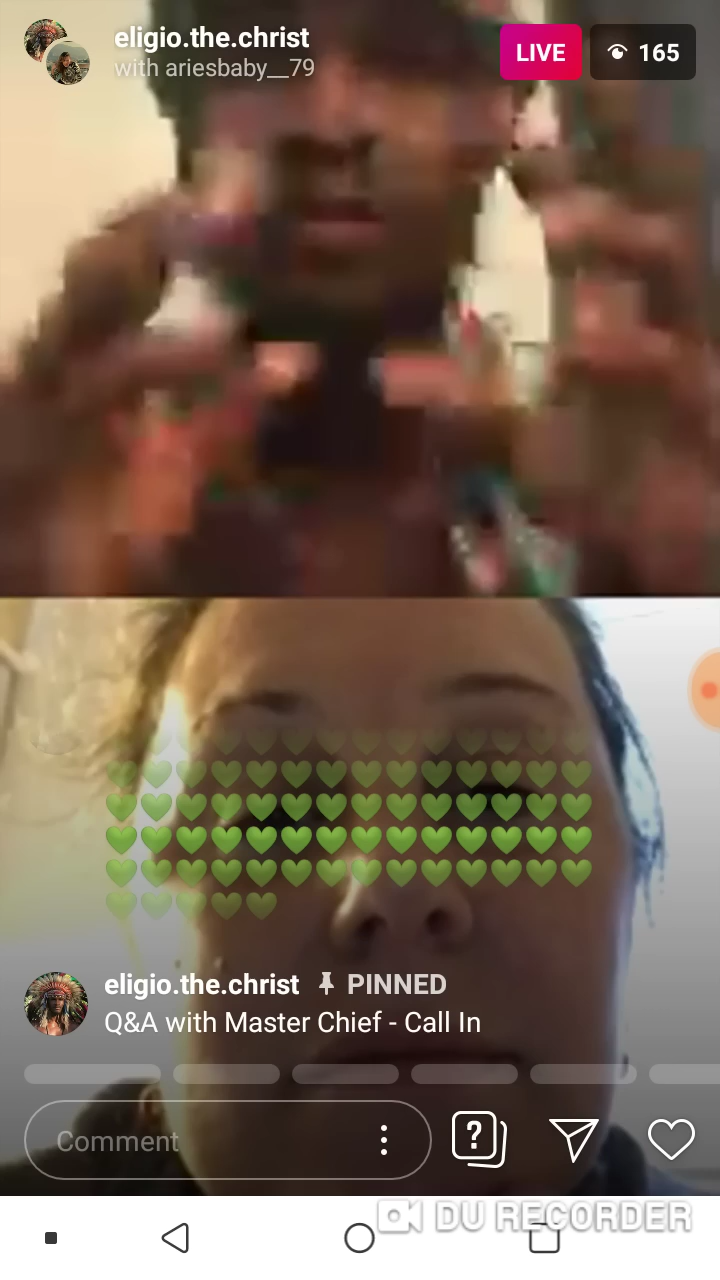 eligio.the.christ
with ariesbaby__79
LIVE
165
💚💚💚💚💚💚💚💚💚💚💚💚💚💚
💚💚💚💚💚💚💚💚💚💚💚💚💚💚
💚💚💚💚💚💚💚💚💚💚💚💚💚💚
💚💚💚💚💚💚💚💚💚💚💚💚💚💚
💚💚💚💚💚💚💚💚💚💚💚💚💚💚
💚💚💚💚💚
eligio.the.christ PINNED
Q&A with Master Chief - Call In
Comment
?
DU RECORDER